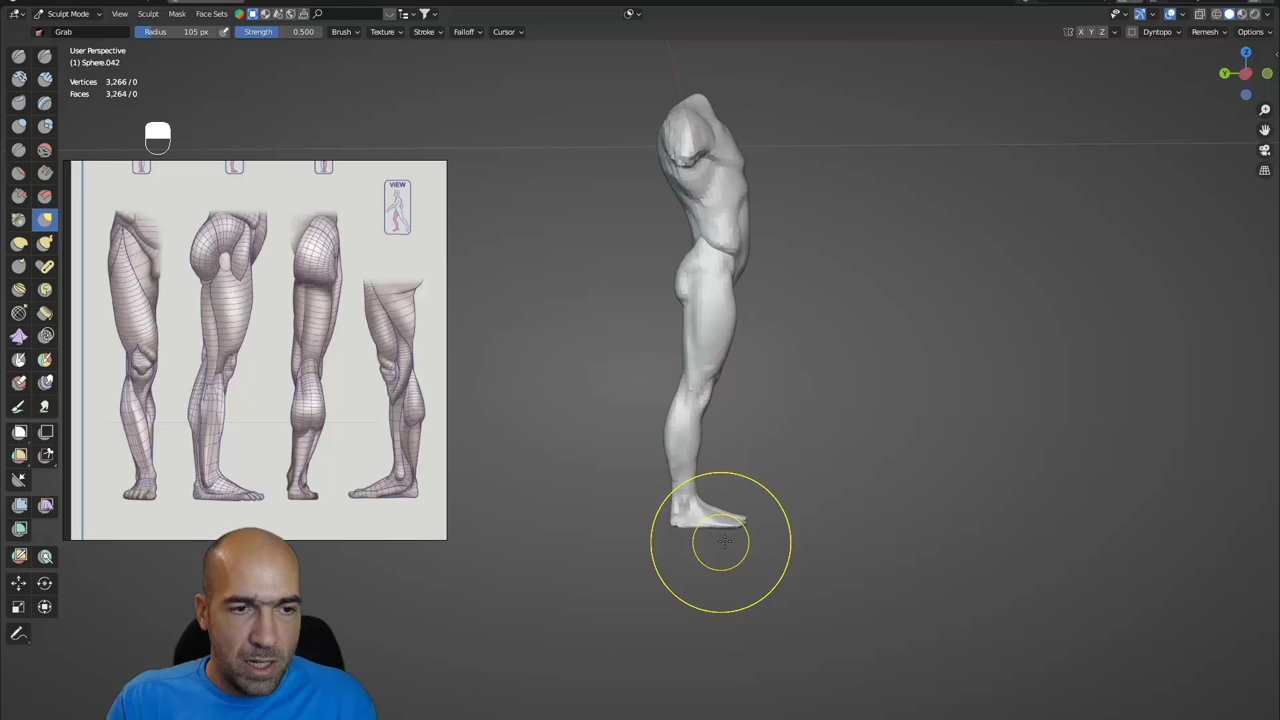 Sculpt Mode View Sculpt Mask Face Sets
Grab Radius 105 px Strength 0.500 Brush Texture Stroke Falloff Cursor X Y Z Dyntopo Remesh Options
User Perspective
(1) Sphere.042
Vertices 3,266 / 0
Faces 3,264 / 0
Z
Y
VIEW